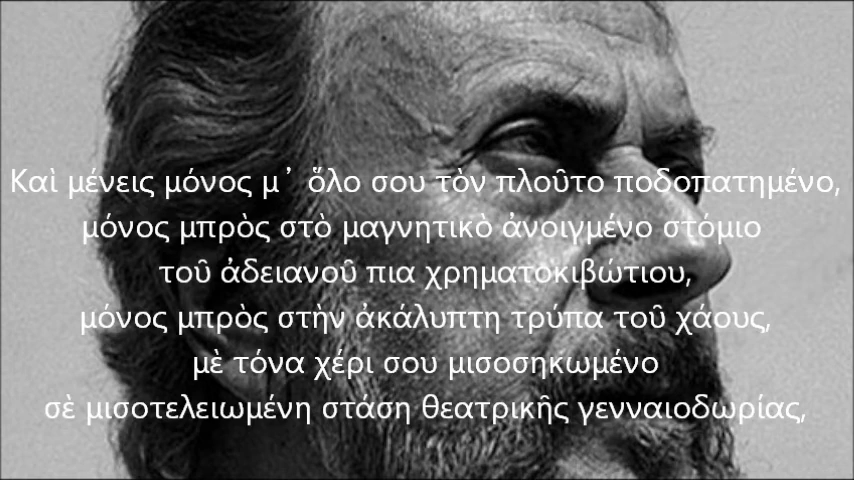 Καὶ μένεις μόνος μ᾿ ὅλο σου τὸν πλοῦτο ποδοπατημένο,
μόνος μπρὸς στὸ μαγνητικὸ ἀνοιγμένο στόμιο
τοῦ ἀδειανοῦ πια χρηματοκιβώτιου,
μόνος μπρὸς στὴν ἀκάλυπτη τρύπα τοῦ χάους,
μὲ τόνα χέρι σου μισοσηκωμένο
σὲ μισοτελειωμένη στάση θεατρικῆς γενναιοδωρίας,